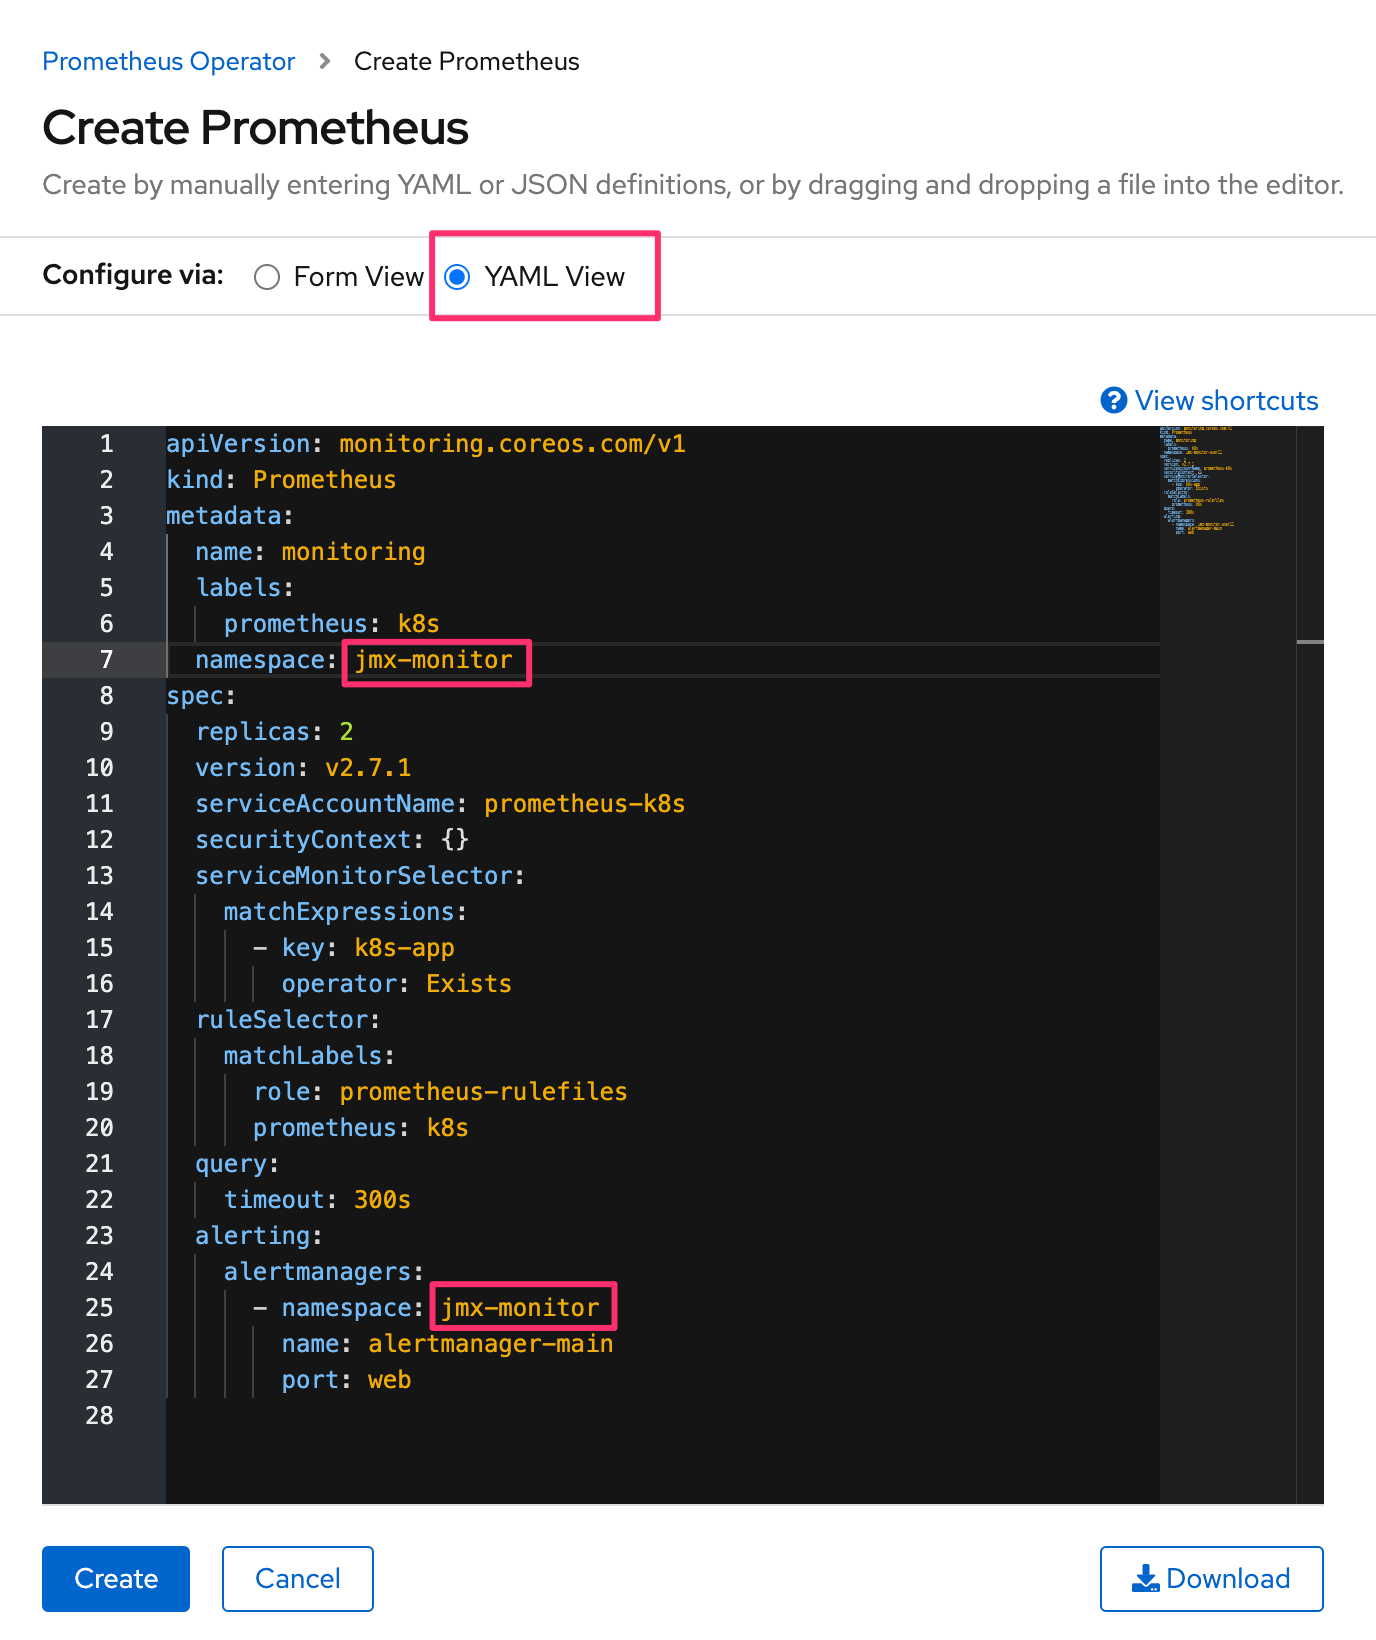 Prometheus Operator > Create Prometheus
Create Prometheus
Create by manually entering YAML or JSON definitions, or by dragging and dropping a file into the editor.
Configure via: Form View YAML View
View shortcuts
1 apiVersion: monitoring.coreos.com/v1
2 kind: Prometheus
3 metadata:
4   name: monitoring
5   labels:
6     prometheus: k8s
7   namespace: jmx-monitor
8 spec:
9   replicas: 2
10   version: v2.7.1
11   serviceAccountName: prometheus-k8s
12   securityContext: {}
13   serviceMonitorSelector:
14     matchExpressions:
15       - key: k8s-app
16         operator: Exists
17   ruleSelector:
18     matchLabels:
19       role: prometheus-rulefiles
20       prometheus: k8s
21   query:
22     timeout: 300s
23   alerting:
24     alertmanagers:
25       - namespace: jmx-monitor
26         name: alertmanager-main
27         port: web
28
Create Cancel Download